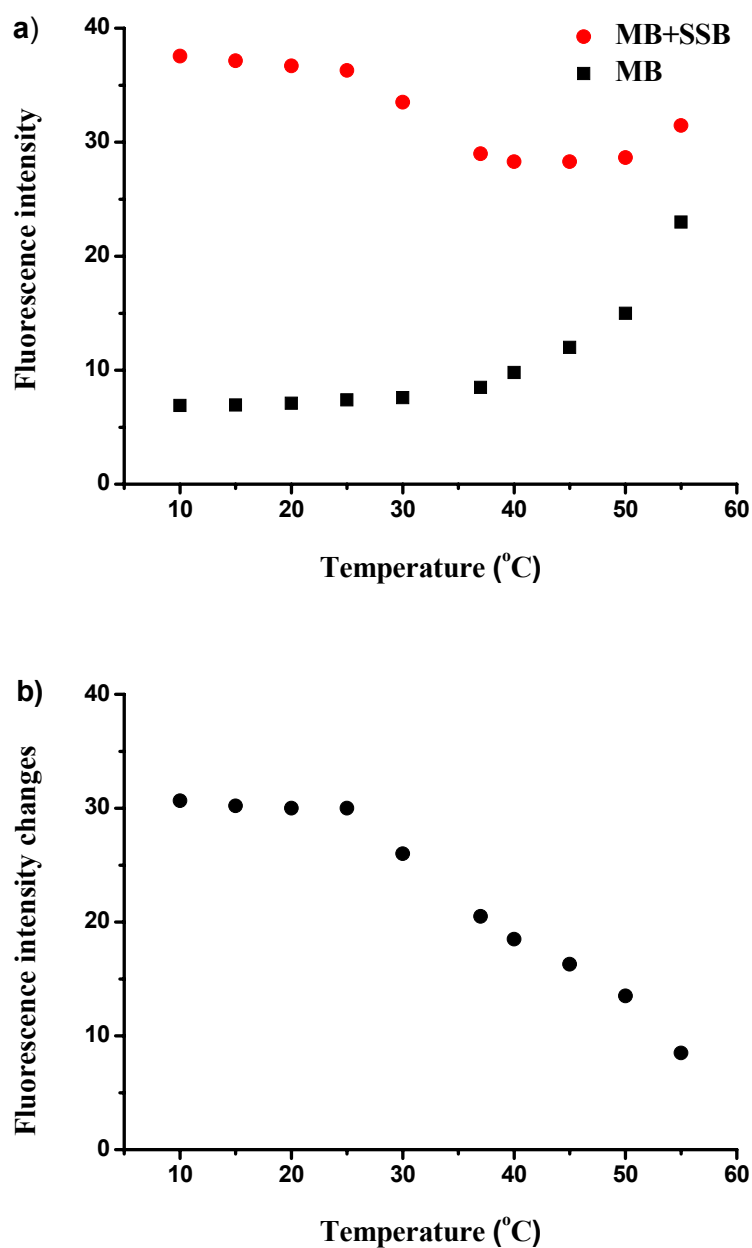 a)
MB+SSB
MB
40
30
20
10
0
Fluorescence intensity
10 20 30 40 50 60
Temperature (°C)
b)
40
30
20
10
0
Fluorescence intensity changes
10 20 30 40 50 60
Temperature (°C)